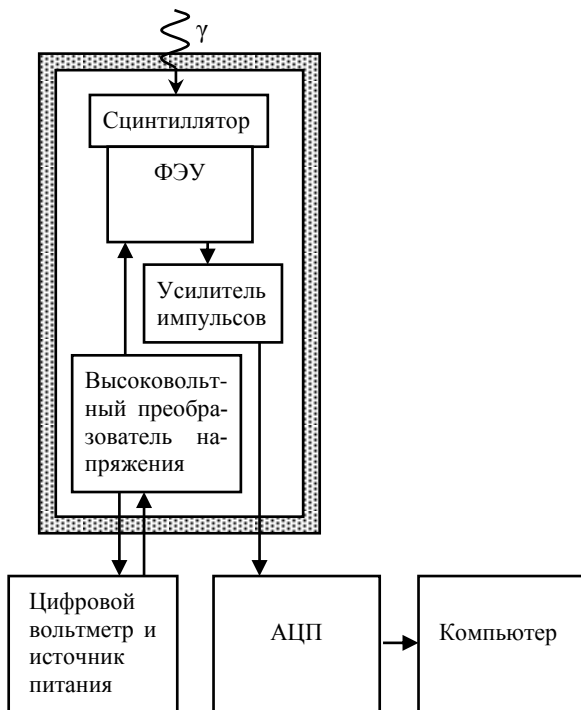 γ
Сцинтиллятор
ФЭУ
Усилитель
импульсов
Высоковольт-
ный преобра-
зователь на-
пряжения
Цифровой
вольтметр и
источник
питания
АЦП
Компьютер